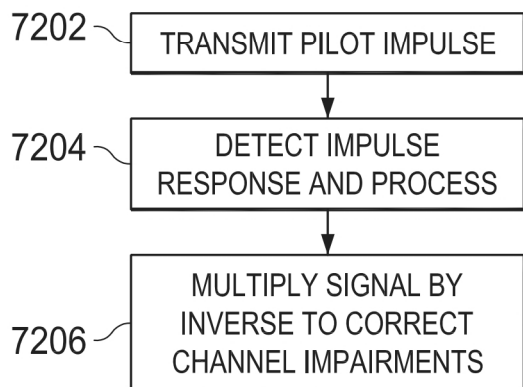 7202
TRANSMIT PILOT IMPULSE
7204
DETECT IMPULSE
RESPONSE AND PROCESS
7206
MULTIPLY SIGNAL BY
INVERSE TO CORRECT
CHANNEL IMPAIRMENTS